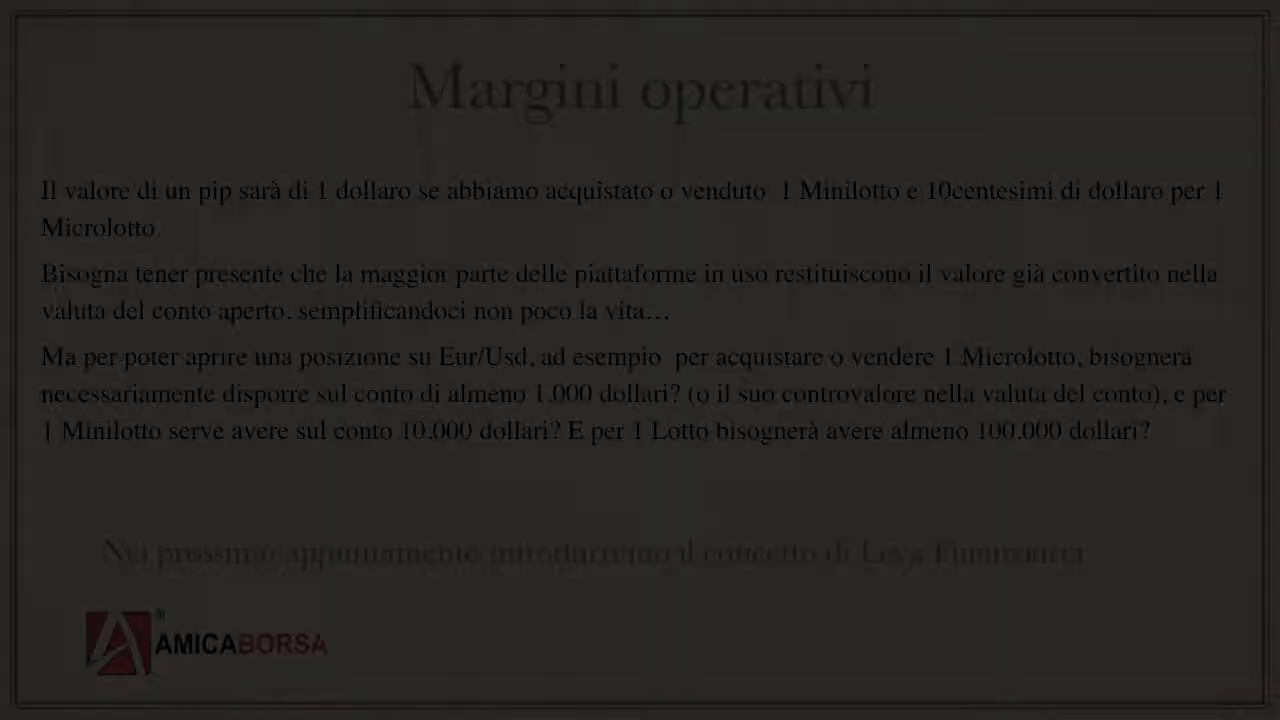 Margini operativi
Il valore di un pip sarà di 1 dollaro se abbiamo acquistato o venduto 1 Minilotto e 10centesimi di dollaro per 1
Microlotto
Bisogna tener presente che la maggior parte delle piattaforme in uso restituiscono il valore già convertito nella
valuta del conto aperto, semplificandoci non poco la vita…
Ma per poter aprire una posizione su Eur/Usd, ad esempio per acquistare o vendere 1 Microlotto, bisognerà
necessariamente disporre sul conto di almeno 1.000 dollari? (o il suo controvalore nella valuta del conto), e per
1 Minilotto serve avere sul conto 10.000 dollari? E per 1 Lotto bisognerà avere almeno 100.000 dollari?
Nel prossimo appuntamento introdurremo il concetto di Leva Finanziaria
AMICABORSA